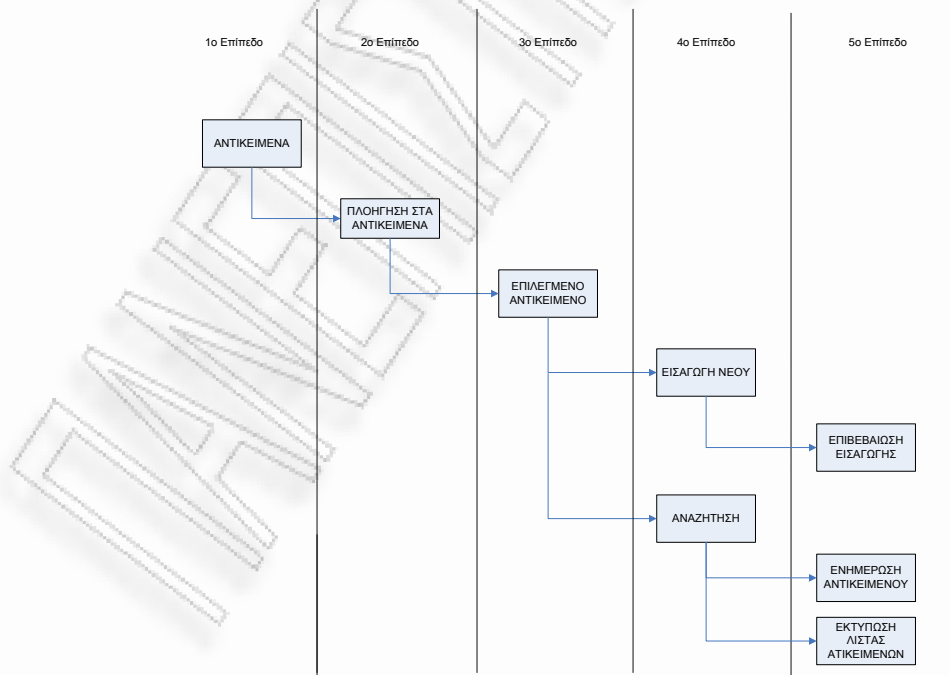 1ο Επίπεδο
2ο Επίπεδο
3ο Επίπεδο
4ο Επίπεδο
5ο Επίπεδο
ΑΝΤΙΚΕΙΜΕΝΑ
ΠΛΟΗΓΗΣΗ ΣΤΑ
ΑΝΤΙΚΕΙΜΕΝΑ
ΕΠΙΛΕΓΜΕΝΟ
ΑΝΤΙΚΕΙΜΕΝΟ
ΕΙΣΑΓΩΓΗ ΝΕΟΥ
ΕΠΙΒΕΒΑΙΩΣΗ
ΕΙΣΑΓΩΓΗΣ
ΑΝΑΖΗΤΗΣΗ
ΕΝΗΜΕΡΩΣΗ
ΑΝΤΙΚΕΙΜΕΝΟΥ
ΕΚΤΥΠΩΣΗ
ΛΙΣΤΑΣ
ΑΤΙΚΕΙΜΕΝΩΝ